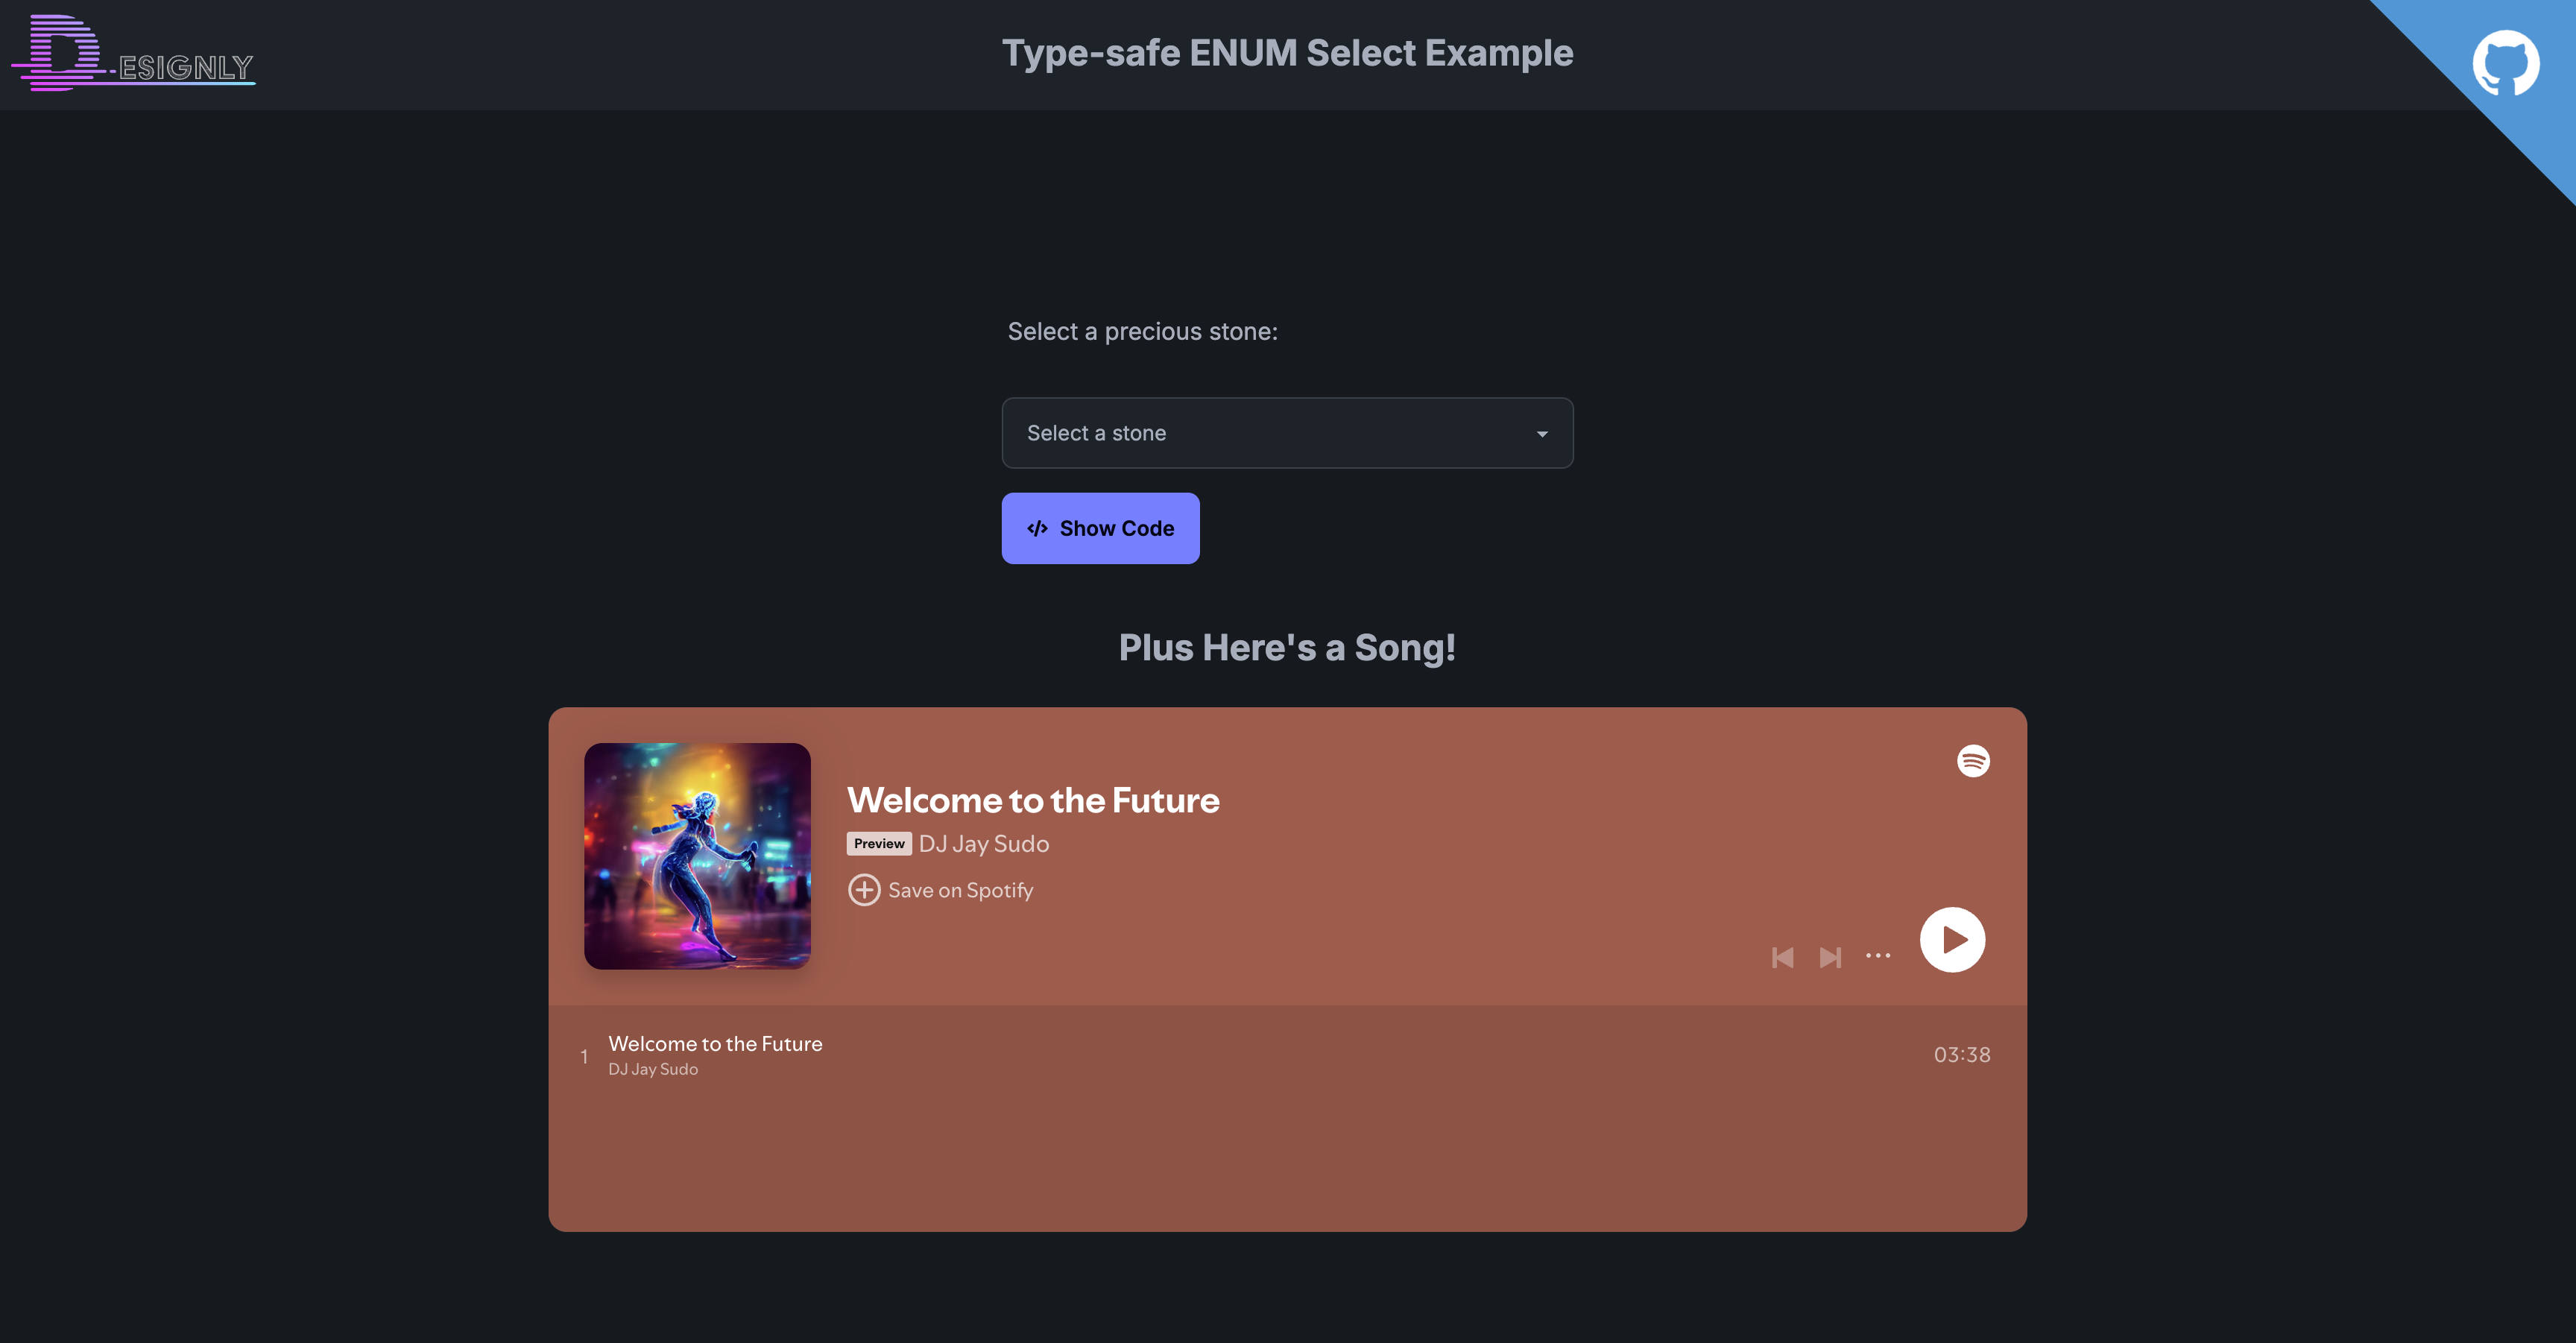 DESIGNLY
Type-safe ENUM Select Example
Select a precious stone:
Select a stone
</> Show Code
Plus Here's a Song!
Welcome to the Future
Preview DJ Jay Sudo
Save on Spotify
1 Welcome to the Future 03:38
DJ Jay Sudo